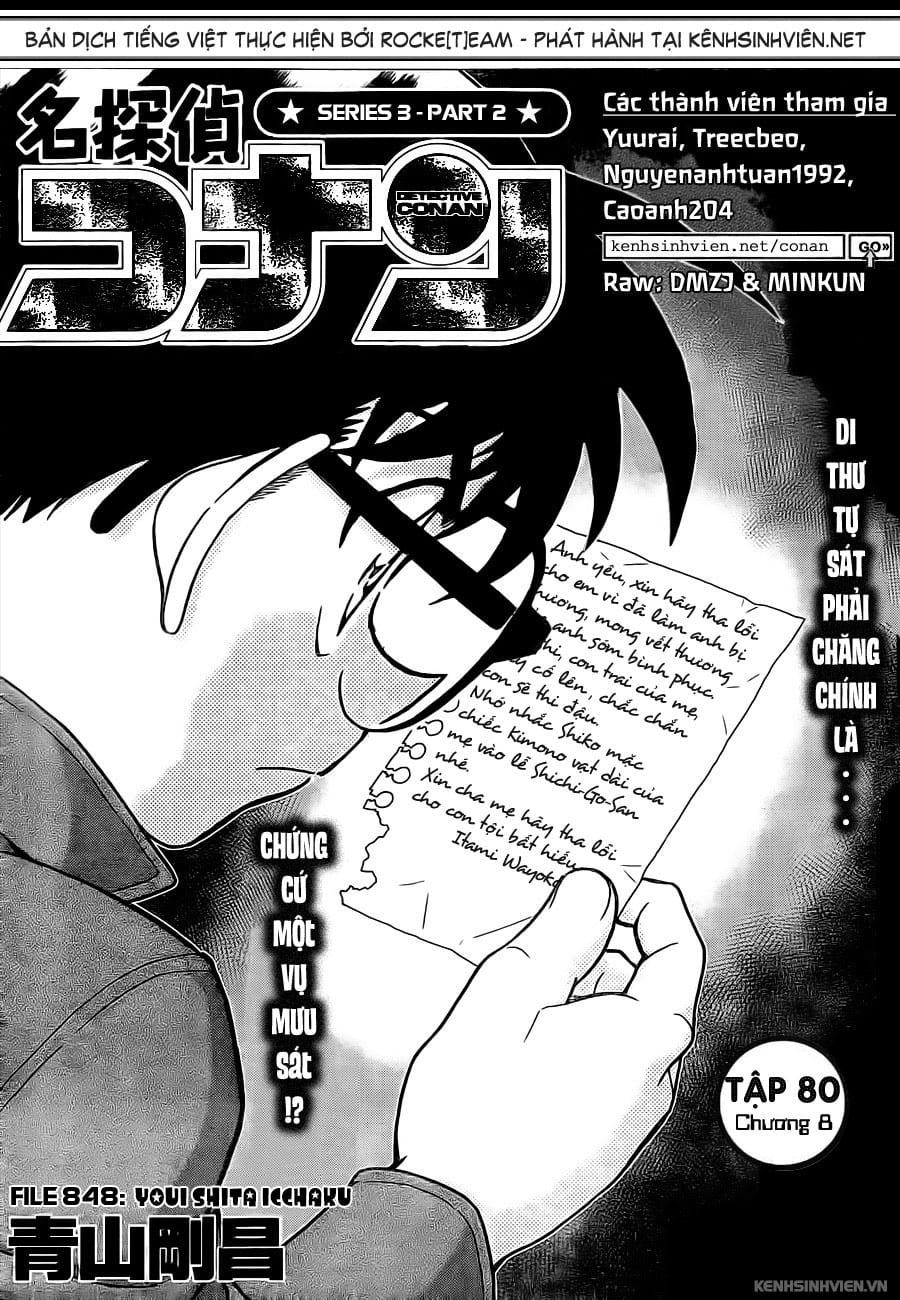 BẢN DỊCH TIẾNG VIỆT THỰC HIỆN BỞI ROCKE[T]EAM - PHÁT HÀNH TẠI KÊNHSINHVIÊN.NET
名探偵
★ SERIES 3 - PART 2 ★
コナン
DETECTIVE
CONAN
Các thành viên tham gia
Yuurai, Treecbeo,
Nguyenanhtuan1992,
Caoanh204
kenhsinhvien.net/conan GO»
Raw: DMZJ & MINKUN
DI
THƯ
TỰ
SÁT
PHẢI
CHĂNG
CHÍNH
LÀ....
Anh yêu, xin hãy tha lỗi
cho em vì đã làm anh bị
thương, mong vết thương
anh sớm bình phục.
hi, con trai của mẹ,
cố lên, chắc chắn
con sẽ thi đậu.
Nhớ nhắc Shiko mặc
chiếc Kimono vạt dài của
mẹ vào lễ Shichi-Go-San
nhé.
Xin cha mẹ hãy tha lỗi
cho con tội bất hiếu
Itami Wayoko
CHỨNG
CỨ
MỘT
VỤ
MƯU
SÁT
!?
TẬP 80
Chương 8
FILE 848: YOUI SHITA ICCHAKU
青山剛昌
KENHSINHVIEN.VN